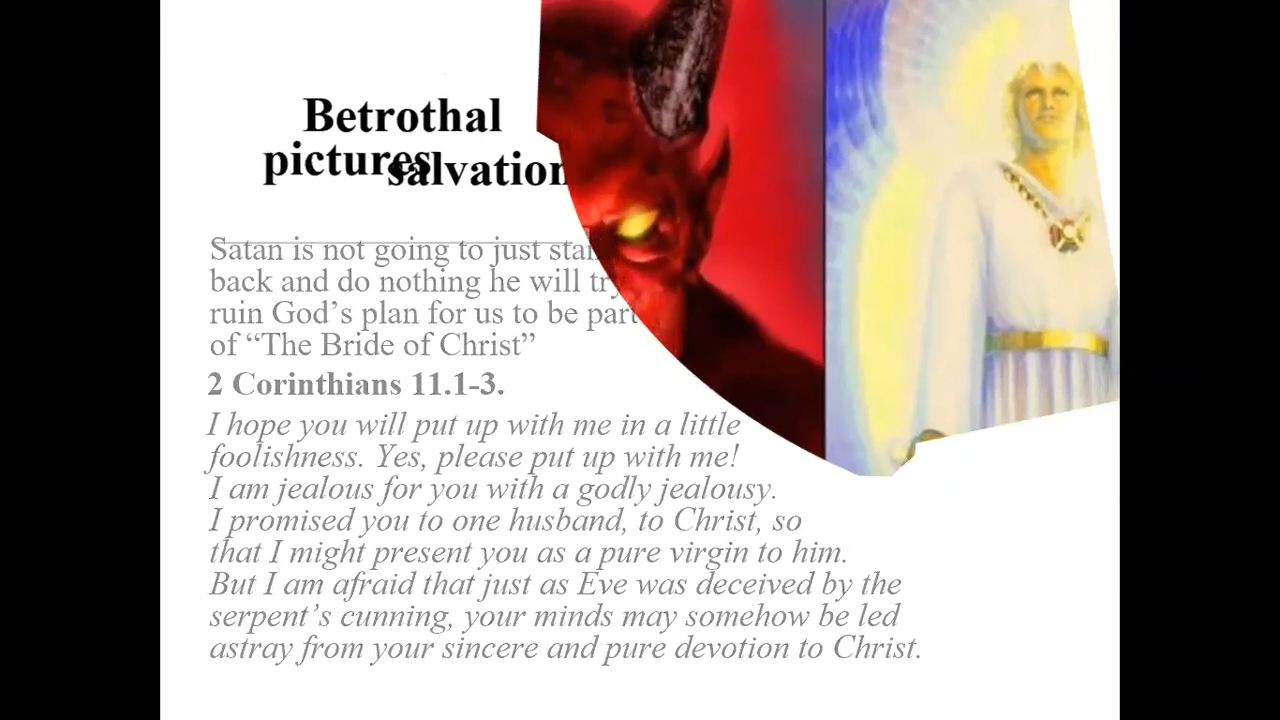 Betrothal
pictures
salvation
Satan is not going to just
back and do nothing he will try
ruin God’s plan for us to be part
of “The Bride of Christ”
2 Corinthians 11.1-3.
I hope you will put up with me in a little
foolishness. Yes, please put up with me!
I am jealous for you with a godly jealousy.
I promised you to one husband, to Christ, so
that I might present you as a pure virgin to him.
But I am afraid that just as Eve was deceived by the
serpent’s cunning, your minds may somehow be led
astray from your sincere and pure devotion to Christ.